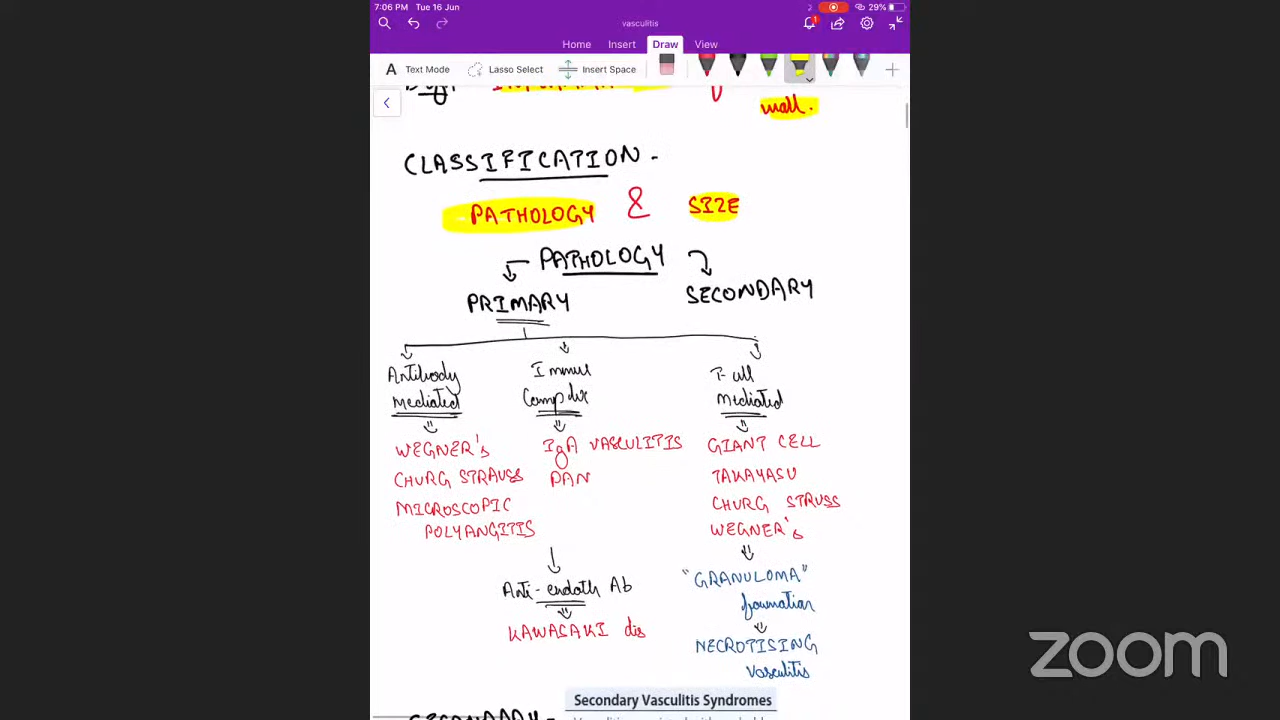 7:06 PM Tue 16 Jun
29%
vasculitis
Home Insert Draw View
A Text Mode Lasso Select Insert Space
wall.
CLASSIFICATION -
PATHOLOGY & SIZE
PATHOLOGY
PRIMARY SECONDARY
Antibody Mediated
Immune Complex
T-cell Mediated
WEGNER's
CHURG STRAUSS
MICROSCOPIC
POLYANGITIS
IgA VASCULITIS
PAN
GIANT CELL
TAKAYASU
CHURG STRUSS
WEGNER's
Anti-endoth Ab
KAWASAKI dis
"GRANULOMA"
formation
NECROTISING
vasculitis
Secondary Vasculitis Syndromes
zoom